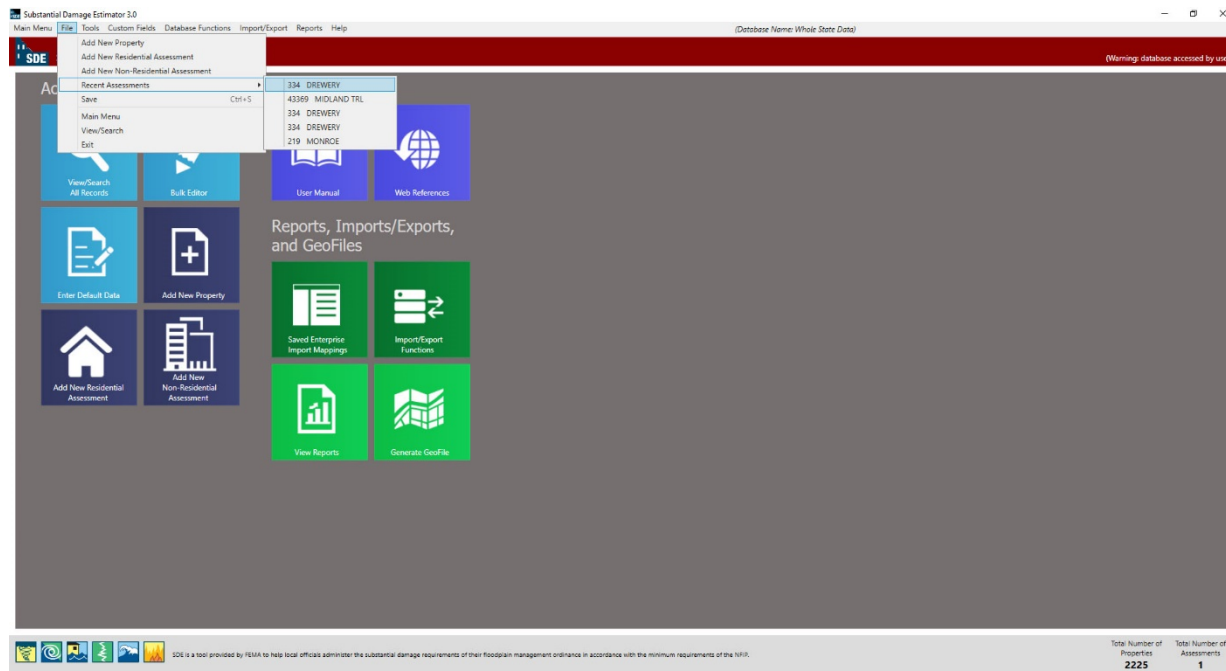 Substantial Damage Estimator 3.0
Main Menu File Tools Custom Fields Database Functions Import/Export Reports Help
(Database Name: Whole State Data)
SDE
(Warning: database accessed by use
Add New Property
Add New Residential Assessment
Add New Non-Residential Assessment
Recent Assessments
Save Ctrl+S
Main Menu
View/Search
Exit
334 DREWERY
43369 MIDLAND TRL
334 DREWERY
334 DREWERY
219 MONROE
Ad
View/Search
All Records
Bulk Editor
User Manual
Web References
Enter Default Data
Add New Property
Add New Residential
Assessment
Add New
Non-Residential
Assessment
Reports, Imports/Exports,
and GeoFiles
Saved Enterprise
Import Mappings
Import/Export
Functions
View Reports
Generate GeoFile
SDE is a tool provided by FEMA to help local officials administer the substantial damage requirements of their floodplain management ordinance in accordance with the minimum requirements of the NFIP.
Total Number of
Properties
2225
Total Number of
Assessments
1